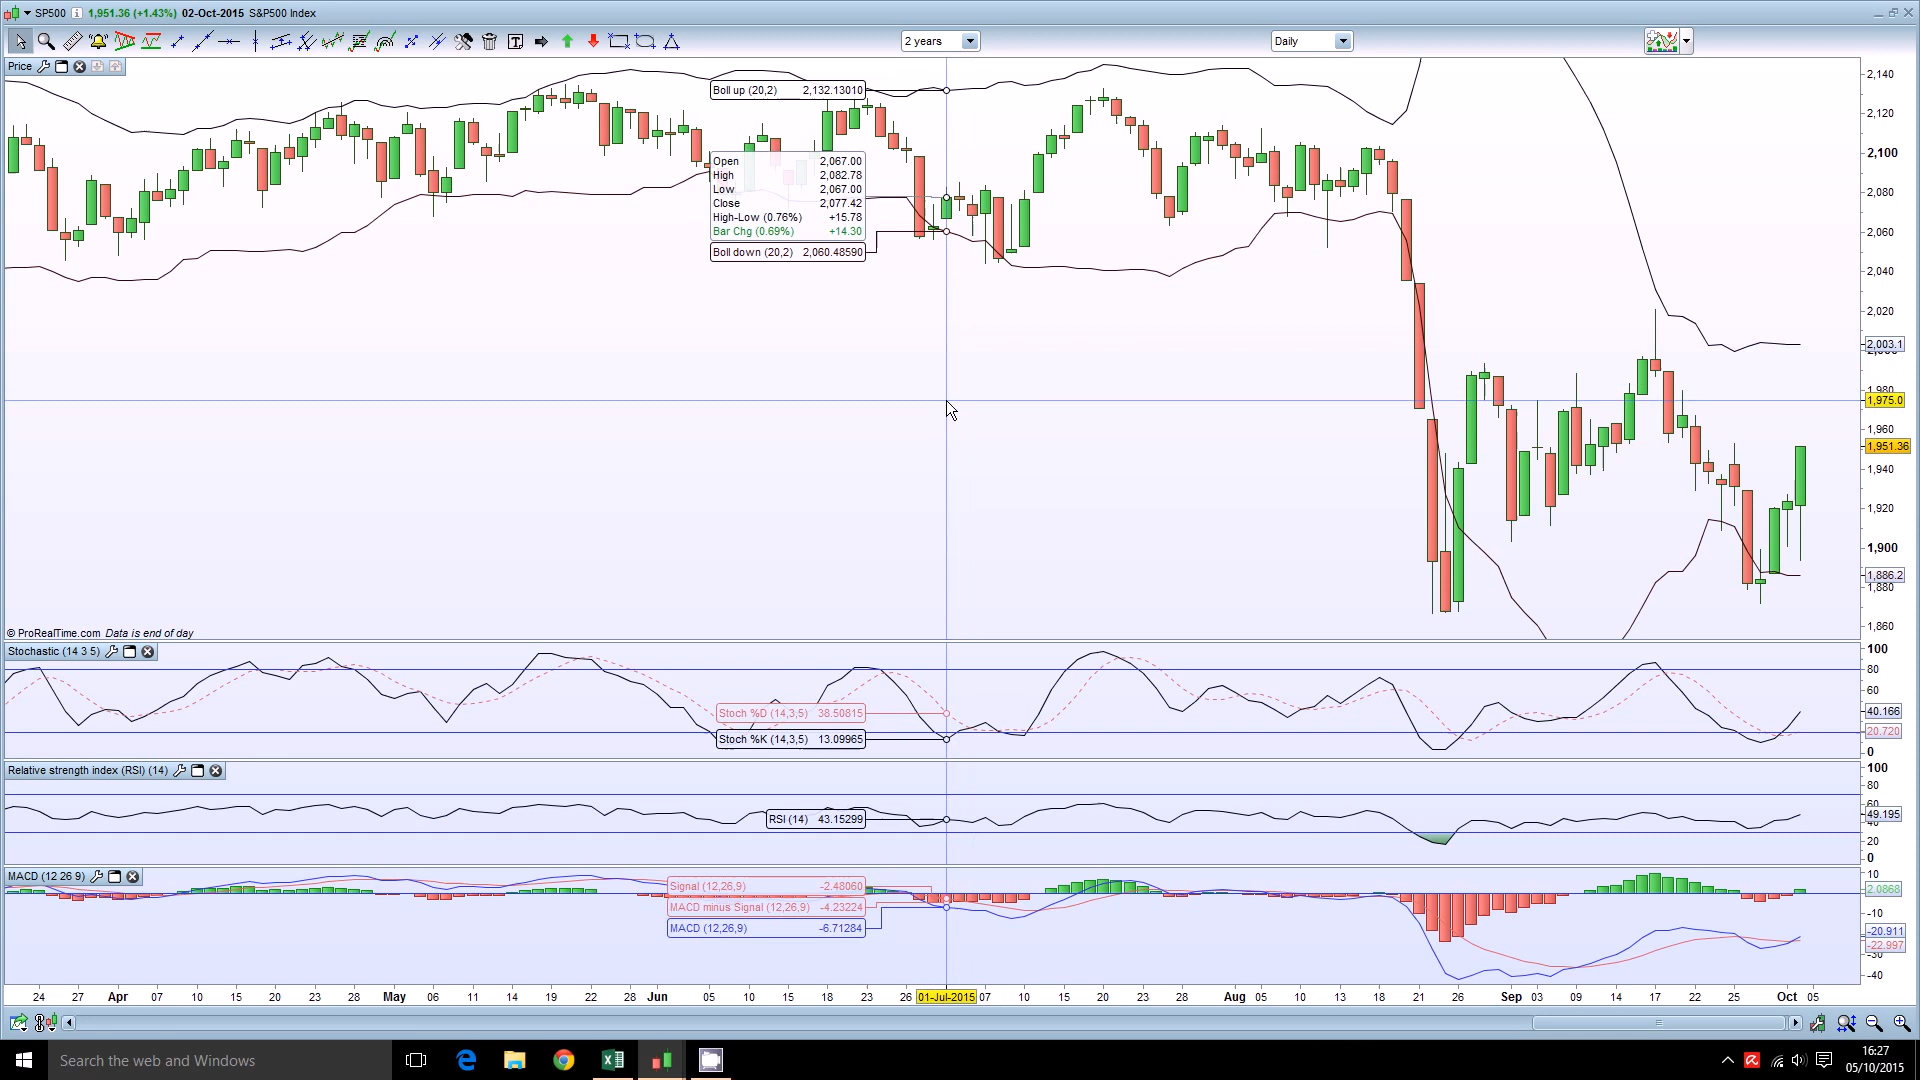 SP500 1,951.36 (+1.43%) 02-Oct-2015 S&P500 Index
2 years
Daily
Price
Boll up (20,2) 2,132.13010
Open 2,067.00
High 2,082.78
Low 2,067.00
Close 2,077.42
High-Low (0.76%) +15.78
Bar Chg (0.69%) +14.30
Boll down (20,2) 2,060.48590
2,140
2,120
2,100
2,080
2,060
2,040
2,020
2,003.1
1,980
1,975.0
1,960
1,951.36
1,940
1,920
1,900
1,886.2
1,880
1,860
© ProRealTime.com Data is end of day
Stochastic (14 3 5)
Stoch %D (14,3,5) 38.50815
Stoch %K (14,3,5) 13.09965
100
80
60
40.166
20.720
0
Relative strength index (RSI) (14)
RSI (14) 43.15299
100
80
60
49.195
20
0
MACD (12 26 9)
Signal (12,26,9) -2.48060
MACD minus Signal (12,26,9) -4.23224
MACD (12,26,9) -6.71284
10
2.0868
-10
-20.911
-22.997
-30
-40
24 27 Apr 07 10 15 20 23 28 May 06 11 14 19 22 28 Jun 05 10 15 18 23 26 01-Jul-2015 07 10 15 20 23 28 Aug 05 10 13 18 21 26 Sep 03 09 14 17 22 25 Oct 05
Search the web and Windows
16:27
05/10/2015